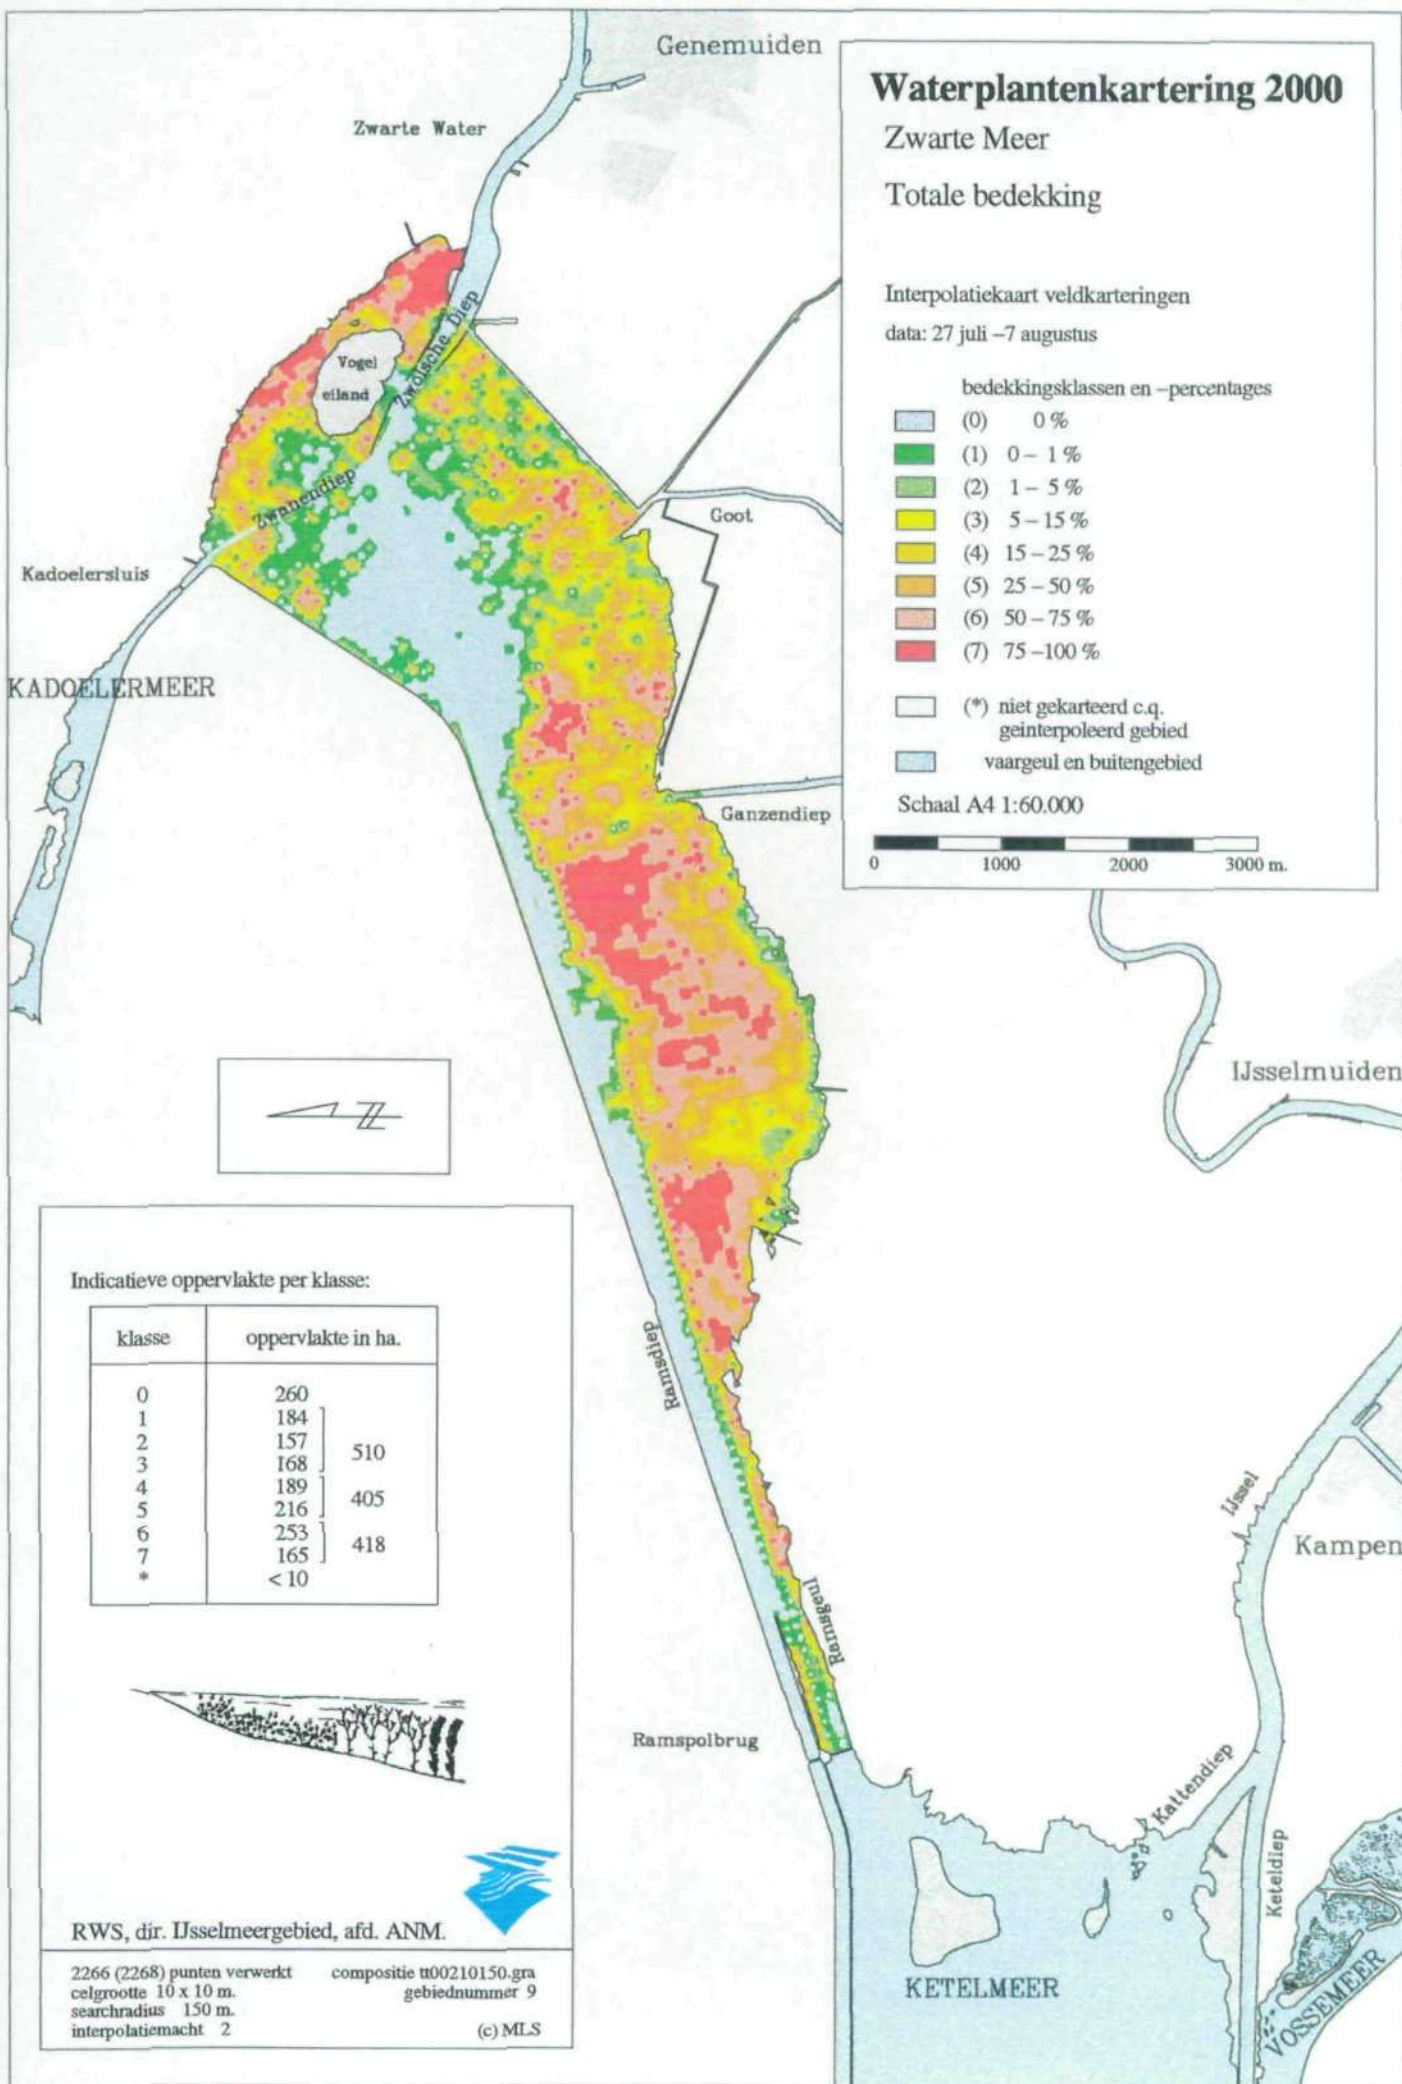 Genemuiden
Zwarte Water
Waterplantenkartering 2000
Zwarte Meer
Totale bedekking
Interpolatiekaart veldkarteringen
data: 27 juli –7 augustus
bedekkingsklassen en –percentages
(0) 0 %
(1) 0 – 1 %
(2) 1 – 5 %
(3) 5 – 15 %
(4) 15 – 25 %
(5) 25 – 50 %
(6) 50 – 75 %
(7) 75 –100 %
(*) niet gekarteerd c.q.
geinterpoleerd gebied
vaargeul en buitengebied
Schaal A4 1:60.000
0 1000 2000 3000 m.
Zwolsche Diep
Vogel
eiland
Zwanendiep
Goot
Kadoelersluis
KADOELERMEER
Ganzendiep
IJsselmuiden
Ramsdiep
IJssel
Kampen
Ramsgeul
Ramspolbrug
Kattendiep
Keteldiep
KETELMEER
VOSSEMEER
Indicatieve oppervlakte per klasse:
klasse oppervlakte in ha.
0 260
1 184
2 157 510
3 168
4 189 405
5 216
6 253 418
7 165
* < 10
RWS, dir. IJsselmeergebied, afd. ANM.
2266 (2268) punten verwerkt compositie tt00210150.gra
celgrootte 10 x 10 m. gebiednummer 9
searchradius 150 m.
interpolatiemacht 2 (c) MLS